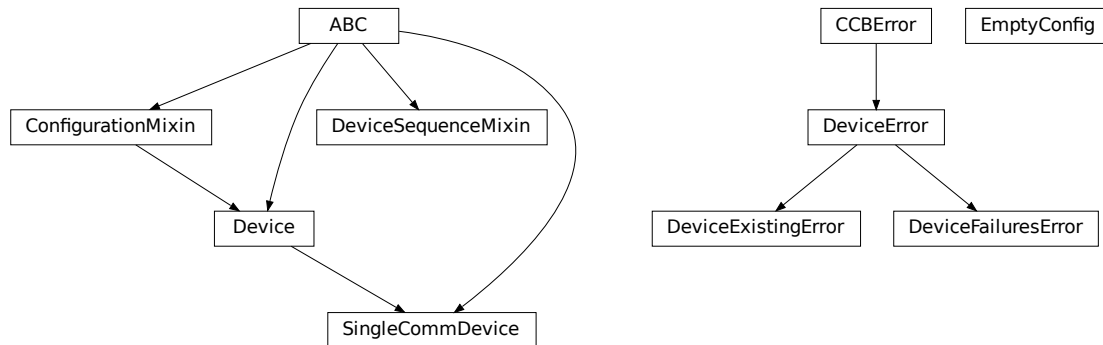 ABC
CCBError
EmptyConfig
ConfigurationMixin
DeviceSequenceMixin
DeviceError
Device
DeviceExistingError
DeviceFailuresError
SingleCommDevice